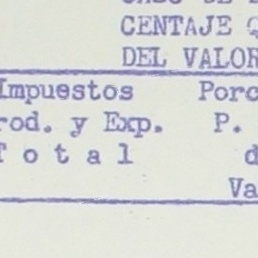 CENTAJE
DEL VALOR
Impuestos Porc
rod. y Exp. P.
T o t a l d
Va